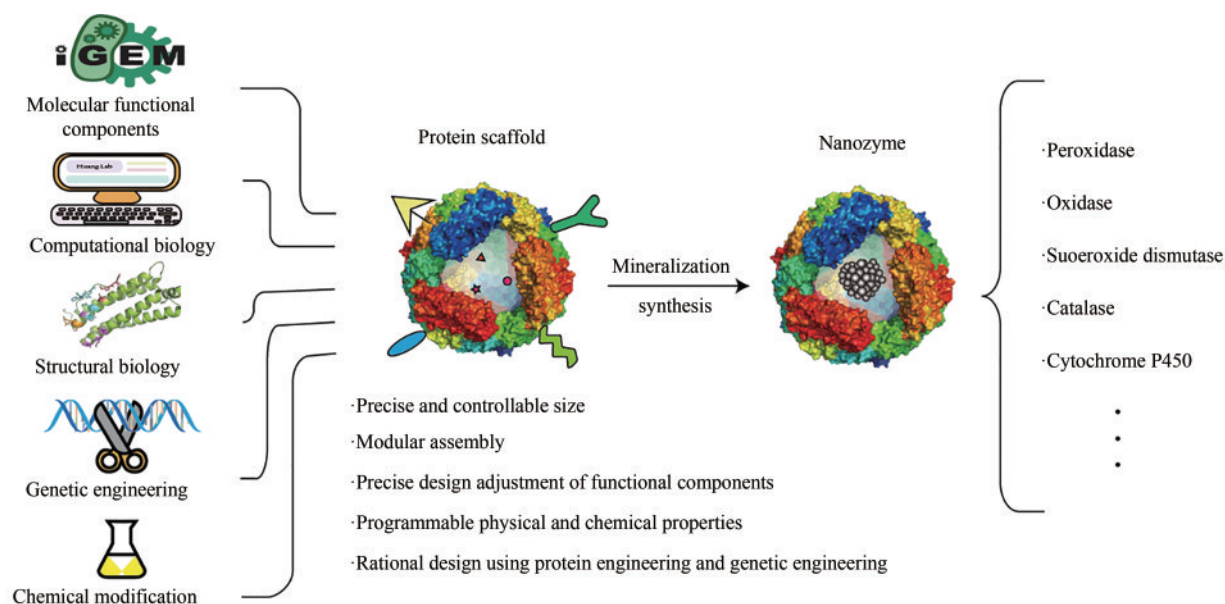 iGEM
Molecular functional
components
Computational biology
Structural biology
Genetic engineering
Chemical modification
Protein scaffold
Mineralization
synthesis
Nanozyme
·Precise and controllable size
·Modular assembly
·Precise design adjustment of functional components
·Programmable physical and chemical properties
·Rational design using protein engineering and genetic engineering
·Peroxidase
·Oxidase
·Suoeroxide dismutase
·Catalase
·Cytochrome P450